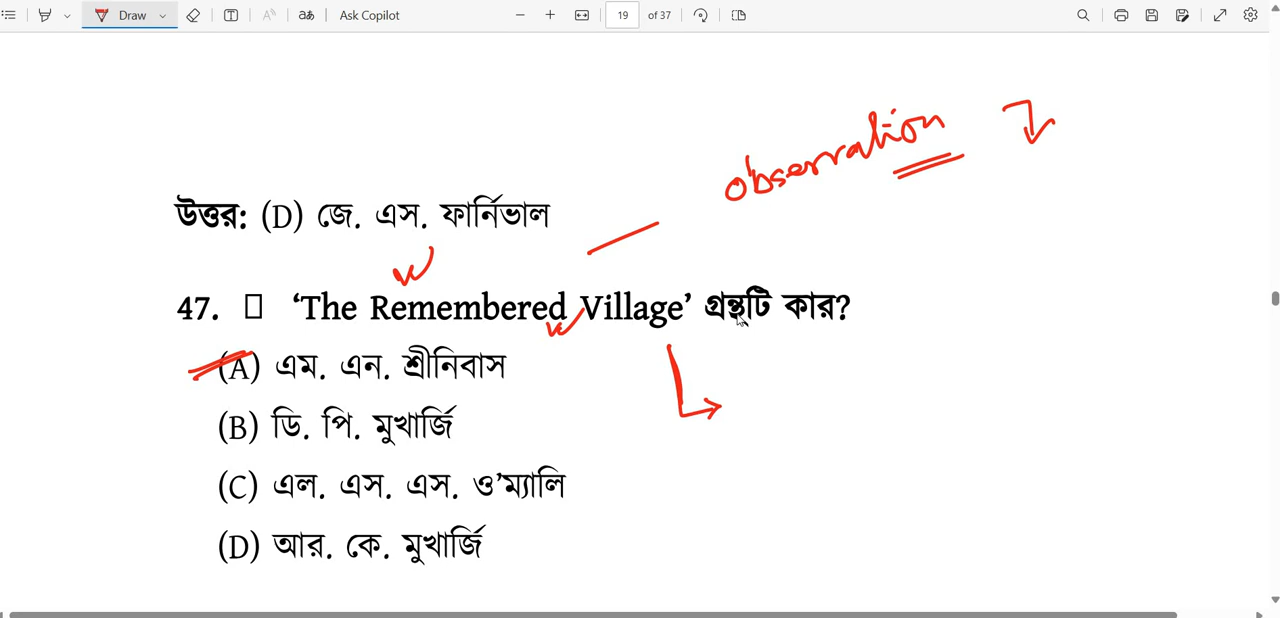 Draw
Ask Copilot
19 of 37
obserration
উত্তর: (D) জে. এস. ফার্নিভাল
47. 'The Remembered Village' গ্রন্থটি কার?
(A) এম. এন. শ্রীনিবাস
(B) ডি. পি. মুখার্জি
(C) এল. এস. এস. ও'ম্যালি
(D) আর. কে. মুখার্জি